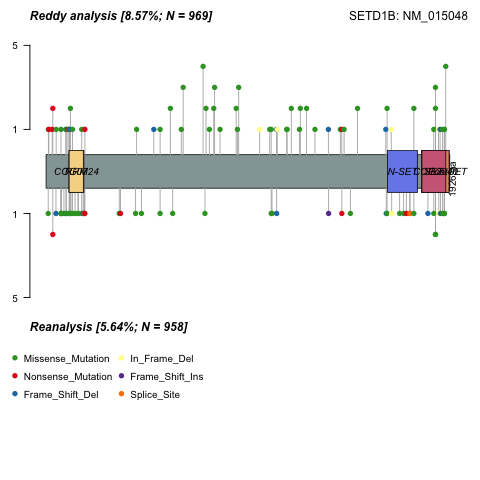 Reddy analysis [8.57%; N = 969]
SETD1B: NM_015048
5
1
N-SET
1
5
Reanalysis [5.64%; N = 958]
Missense_Mutation
In_Frame_Del
Nonsense_Mutation
Frame_Shift_Ins
Frame_Shift_Del
Splice_Site